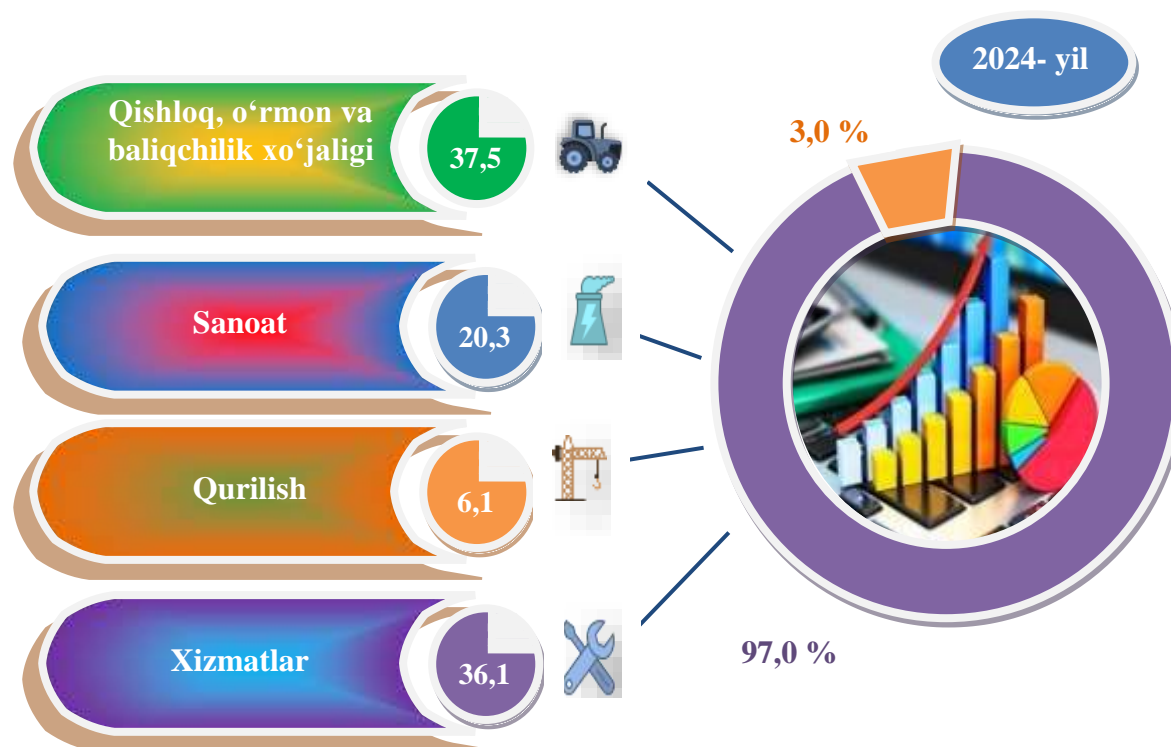 2024- yil
Qishloq, o‘rmon va
baliqchilik xo‘jaligi
37,5
3,0 %
Sanoat
20,3
Qurilish
6,1
Xizmatlar
36,1
97,0 %